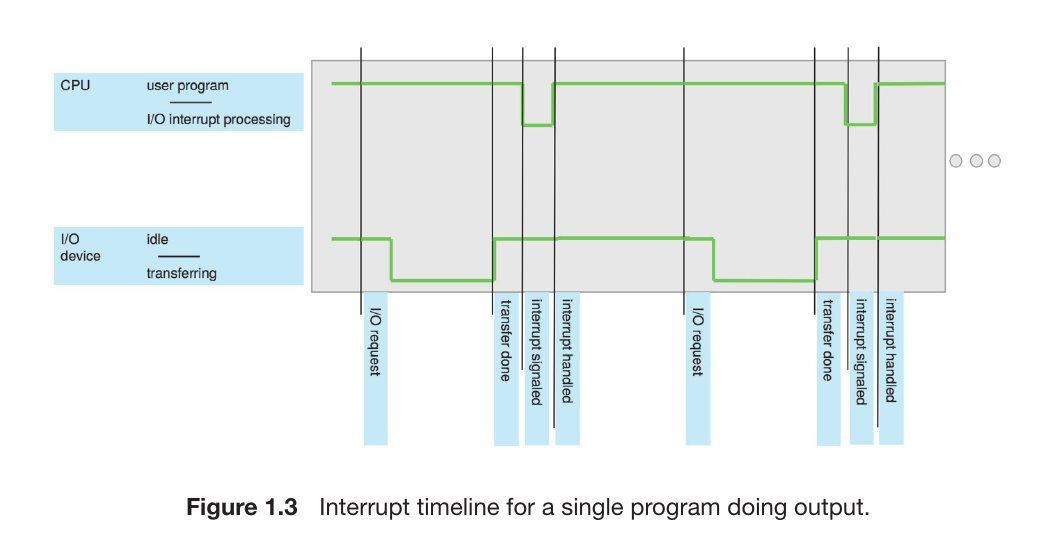 CPU
user program
I/O interrupt processing
I/O
device
idle
transferring
I/O request
transfer done
interrupt signaled
interrupt handled
I/O request
transfer done
interrupt signaled
interrupt handled
Figure 1.3 Interrupt timeline for a single program doing output.